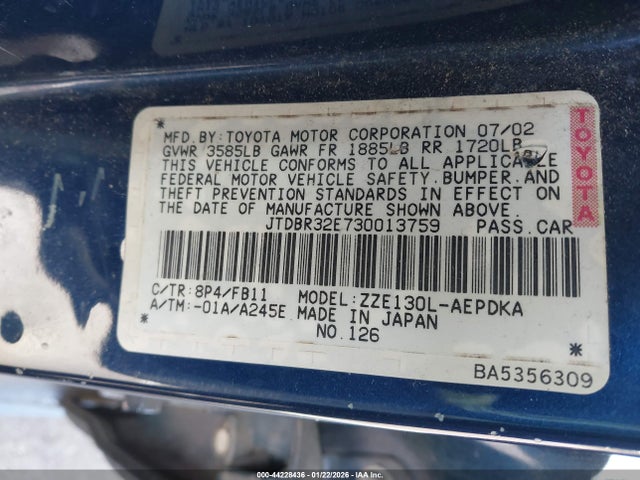 MFD. BY: TOYOTA MOTOR CORPORATION 07/02
GVWR 3585LB GAWR FR 1885LB RR 1720LB
THIS VEHICLE CONFORMS TO ALL APPLICABLE
FEDERAL MOTOR VEHICLE SAFETY, BUMPER, AND
THEFT PREVENTION STANDARDS IN EFFECT ON
THE DATE OF MANUFACTURE SHOWN ABOVE.
JTDBR32E730013759 PASS.CAR
TOYOTA
C/TR: 8P4/FB11 MODEL: ZZE130L-AEPDKA
A/TM: -01A/A245E MADE IN JAPAN
NO.126
* *
BA5356309
000-44228436 - 01/22/2026 - IAA Inc.